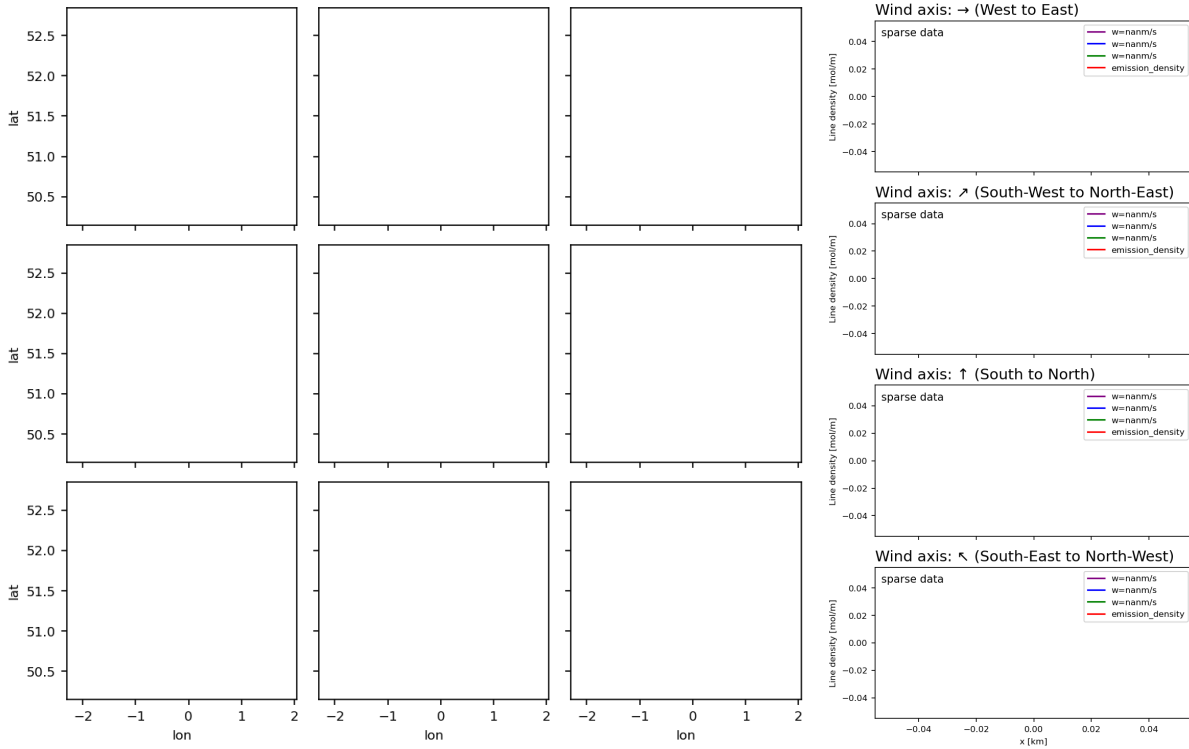 52.5
52.0
51.5
51.0
50.5
lat
52.5
52.0
51.5
51.0
50.5
lat
52.5
52.0
51.5
51.0
50.5
lat
−2 −1 0 1 2
lon
−2 −1 0 1 2
lon
−2 −1 0 1 2
lon
Wind axis: → (West to East)
sparse data
w=nanm/s
w=nanm/s
w=nanm/s
emission_density
0.04
0.02
0.00
−0.02
−0.04
Line density [mol/m]
Wind axis: ↗ (South-West to North-East)
sparse data
w=nanm/s
w=nanm/s
w=nanm/s
emission_density
0.04
0.02
0.00
−0.02
−0.04
Line density [mol/m]
Wind axis: ↑ (South to North)
sparse data
w=nanm/s
w=nanm/s
w=nanm/s
emission_density
0.04
0.02
0.00
−0.02
−0.04
Line density [mol/m]
Wind axis: ↖ (South-East to North-West)
sparse data
w=nanm/s
w=nanm/s
w=nanm/s
emission_density
0.04
0.02
0.00
−0.02
−0.04
Line density [mol/m]
−0.04 −0.02 0.00 0.02 0.04
x [km]